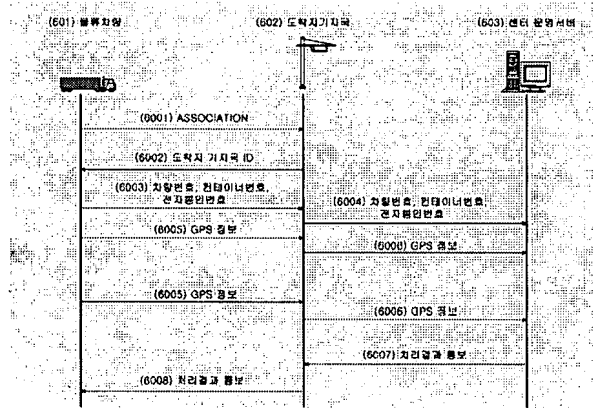 (601) 물류차량
(602) 도착지기지국
(603) 센터 운영서버
(6001) ASSOCIATION
(6002) 도착지 기지국 ID
(6003) 차량번호, 컨테이너번호,
전자봉인번호
(6004) 차량번호, 컨테이너번호
전자봉인번호
(6005) GPS 정보
(6006) GPS 정보
(6005) GPS 정보
(6006) GPS 정보
(6007) 처리결과 통보
(6008) 처리결과 통보